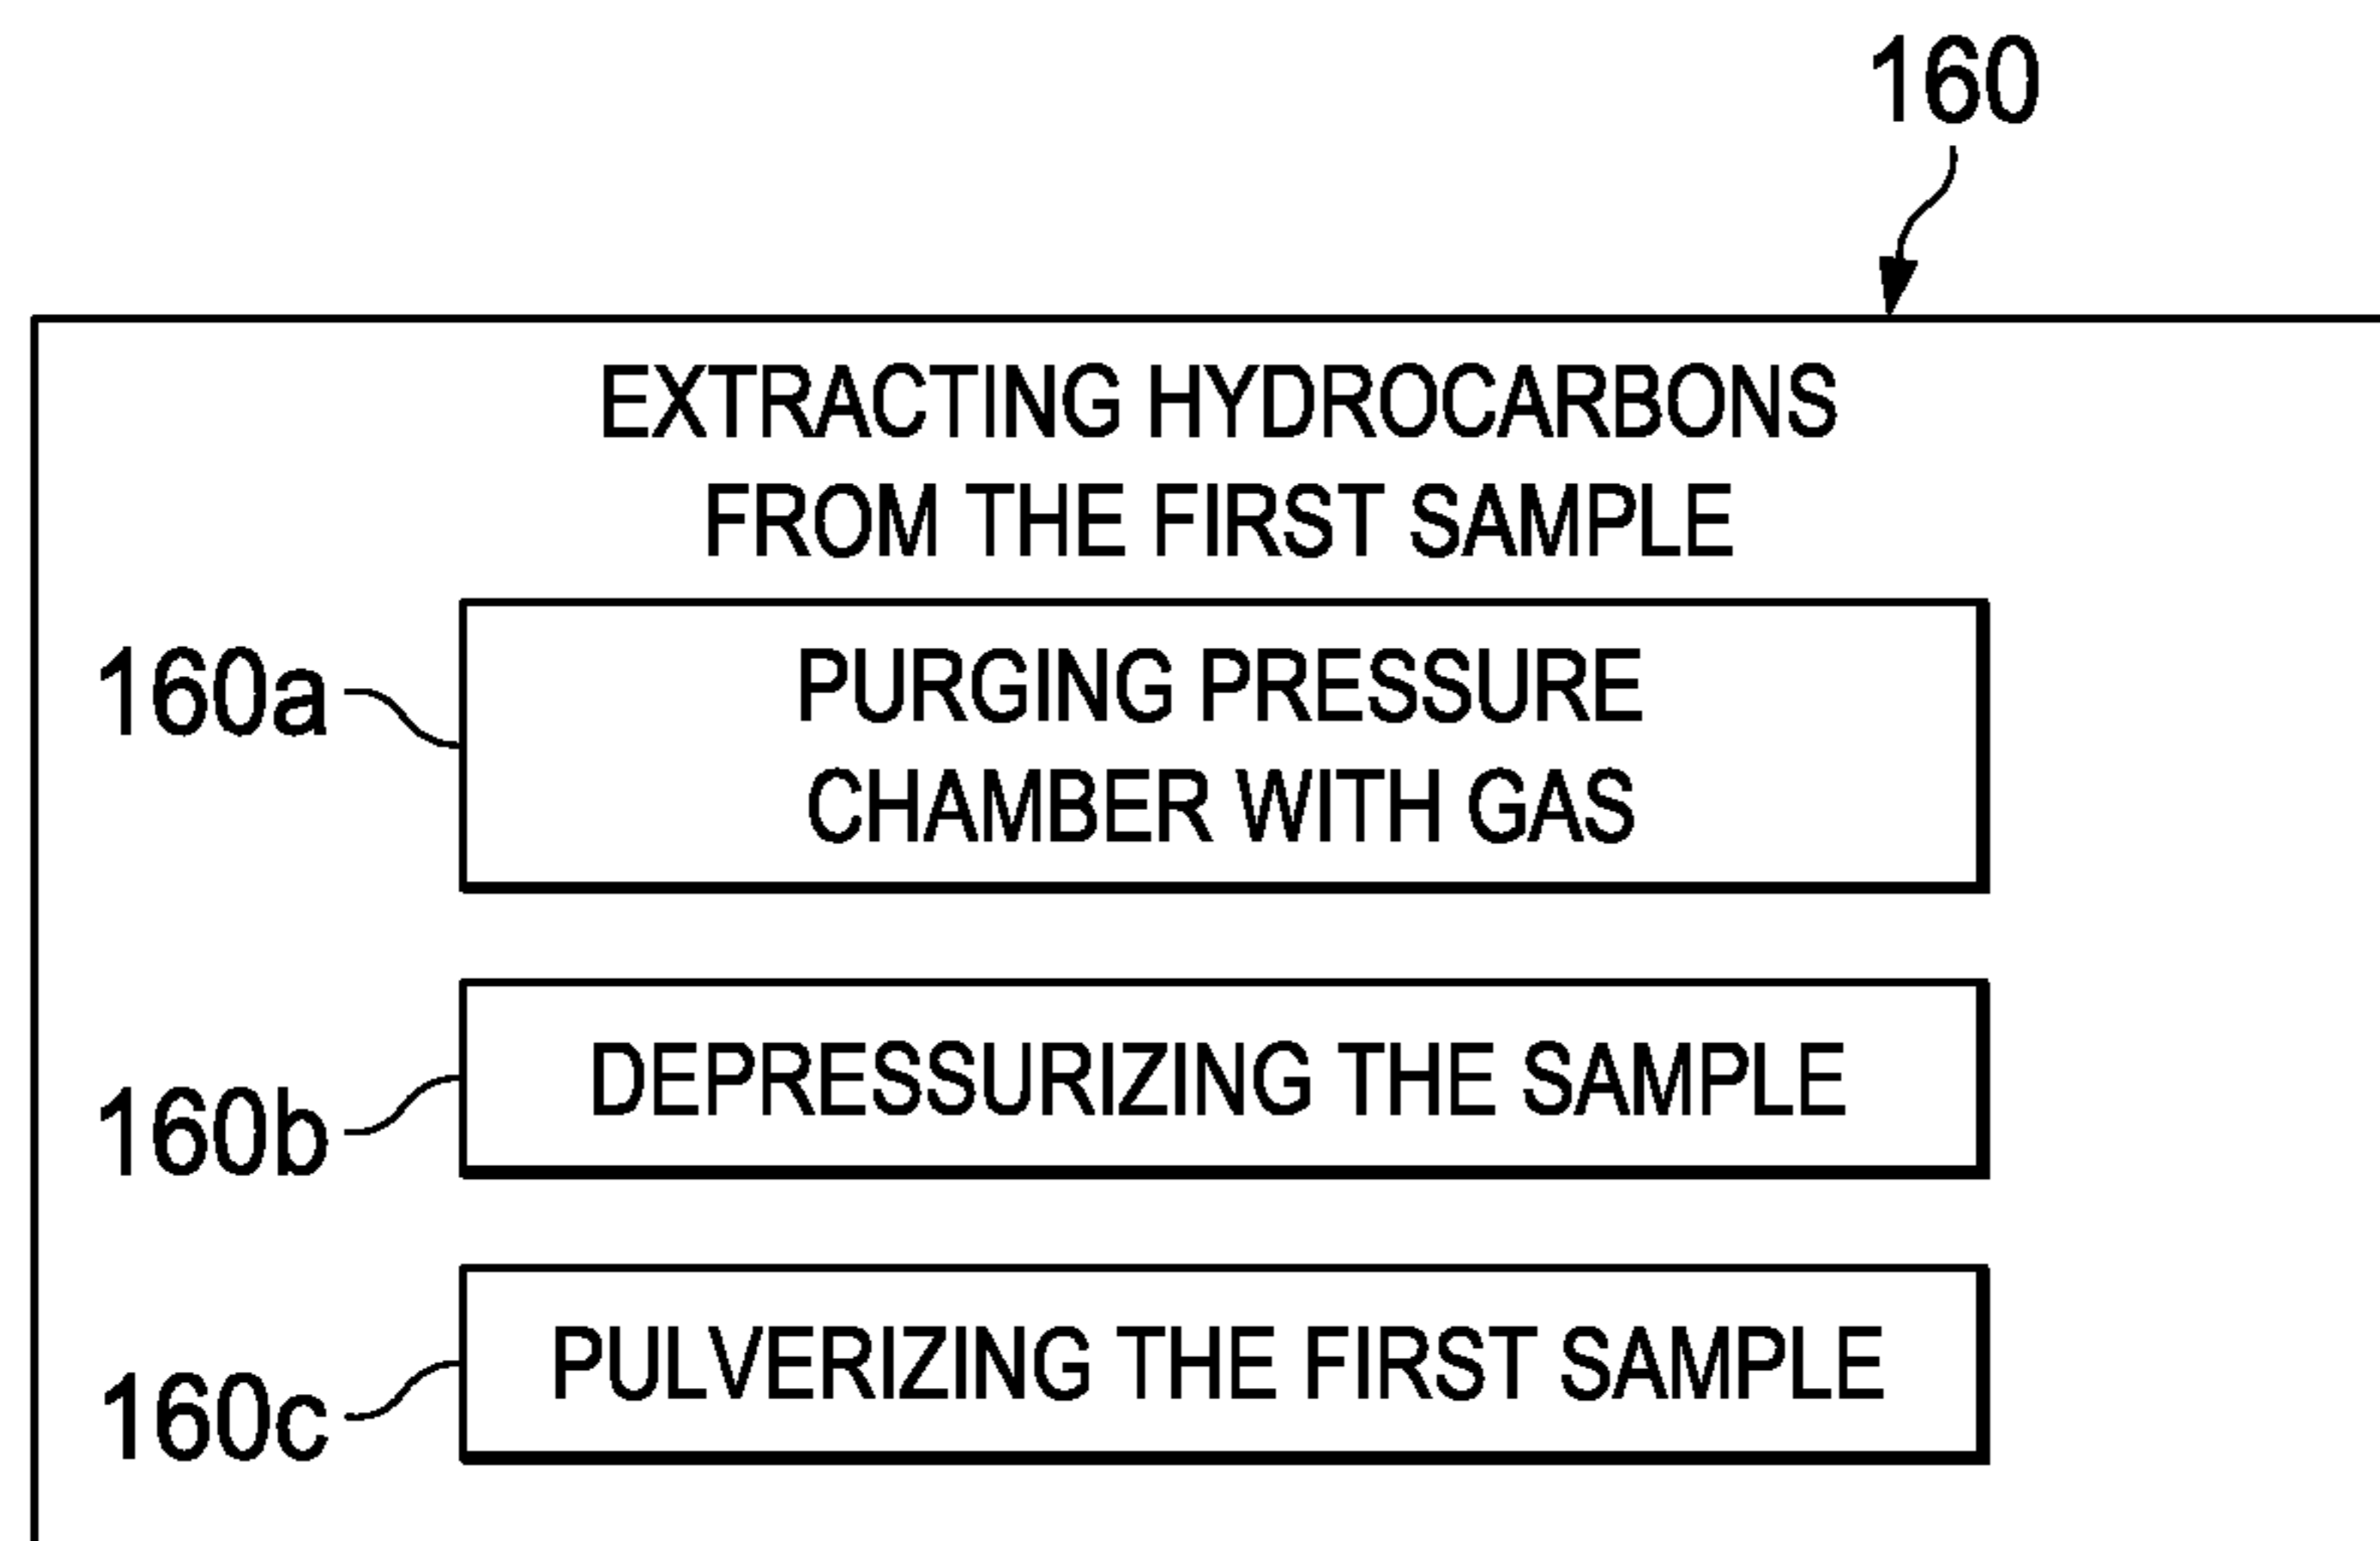 160
EXTRACTING HYDROCARBONS
FROM THE FIRST SAMPLE
160a
PURGING PRESSURE
CHAMBER WITH GAS
160b
DEPRESSURIZING THE SAMPLE
160c
PULVERIZING THE FIRST SAMPLE